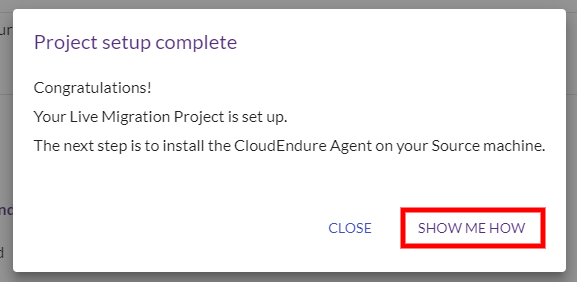 Project setup complete
Congratulations!
Your Live Migration Project is set up.
The next step is to install the CloudEndure Agent on your Source machine.
CLOSE
SHOW ME HOW